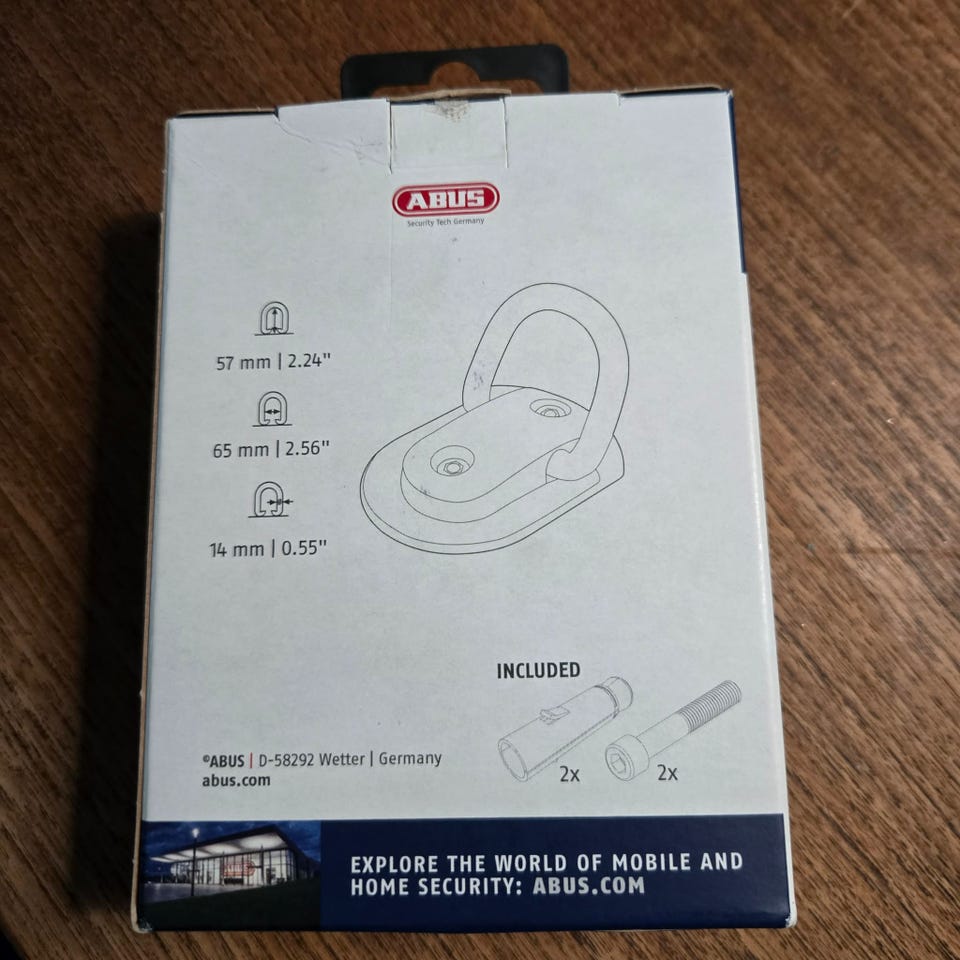 ABUS
Security Tech Germany
57 mm | 2.24"
65 mm | 2.56"
14 mm | 0.55"
INCLUDED
2x
2x
©ABUS | D-58292 Wetter | Germany
abus.com
EXPLORE THE WORLD OF MOBILE AND
HOME SECURITY: ABUS.COM